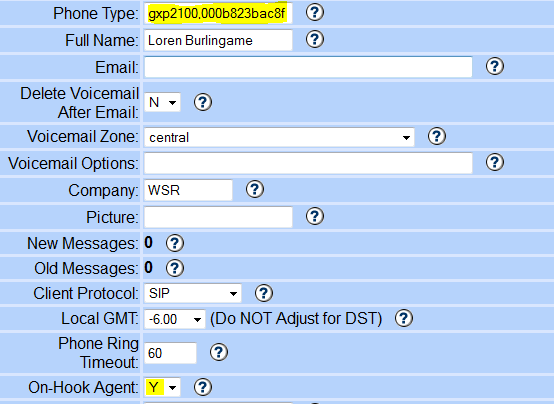 Phone Type: gxp2100,000b823bac8f ?
Full Name: Loren Burlingame ?
Email: ?
Delete Voicemail
After Email: N ?
Voicemail Zone: central ?
Voicemail Options: ?
Company: WSR ?
Picture: ?
New Messages: 0 ?
Old Messages: 0 ?
Client Protocol: SIP ?
Local GMT: -6.00 (Do NOT Adjust for DST) ?
Phone Ring
Timeout: 60 ?
On-Hook Agent: Y ?